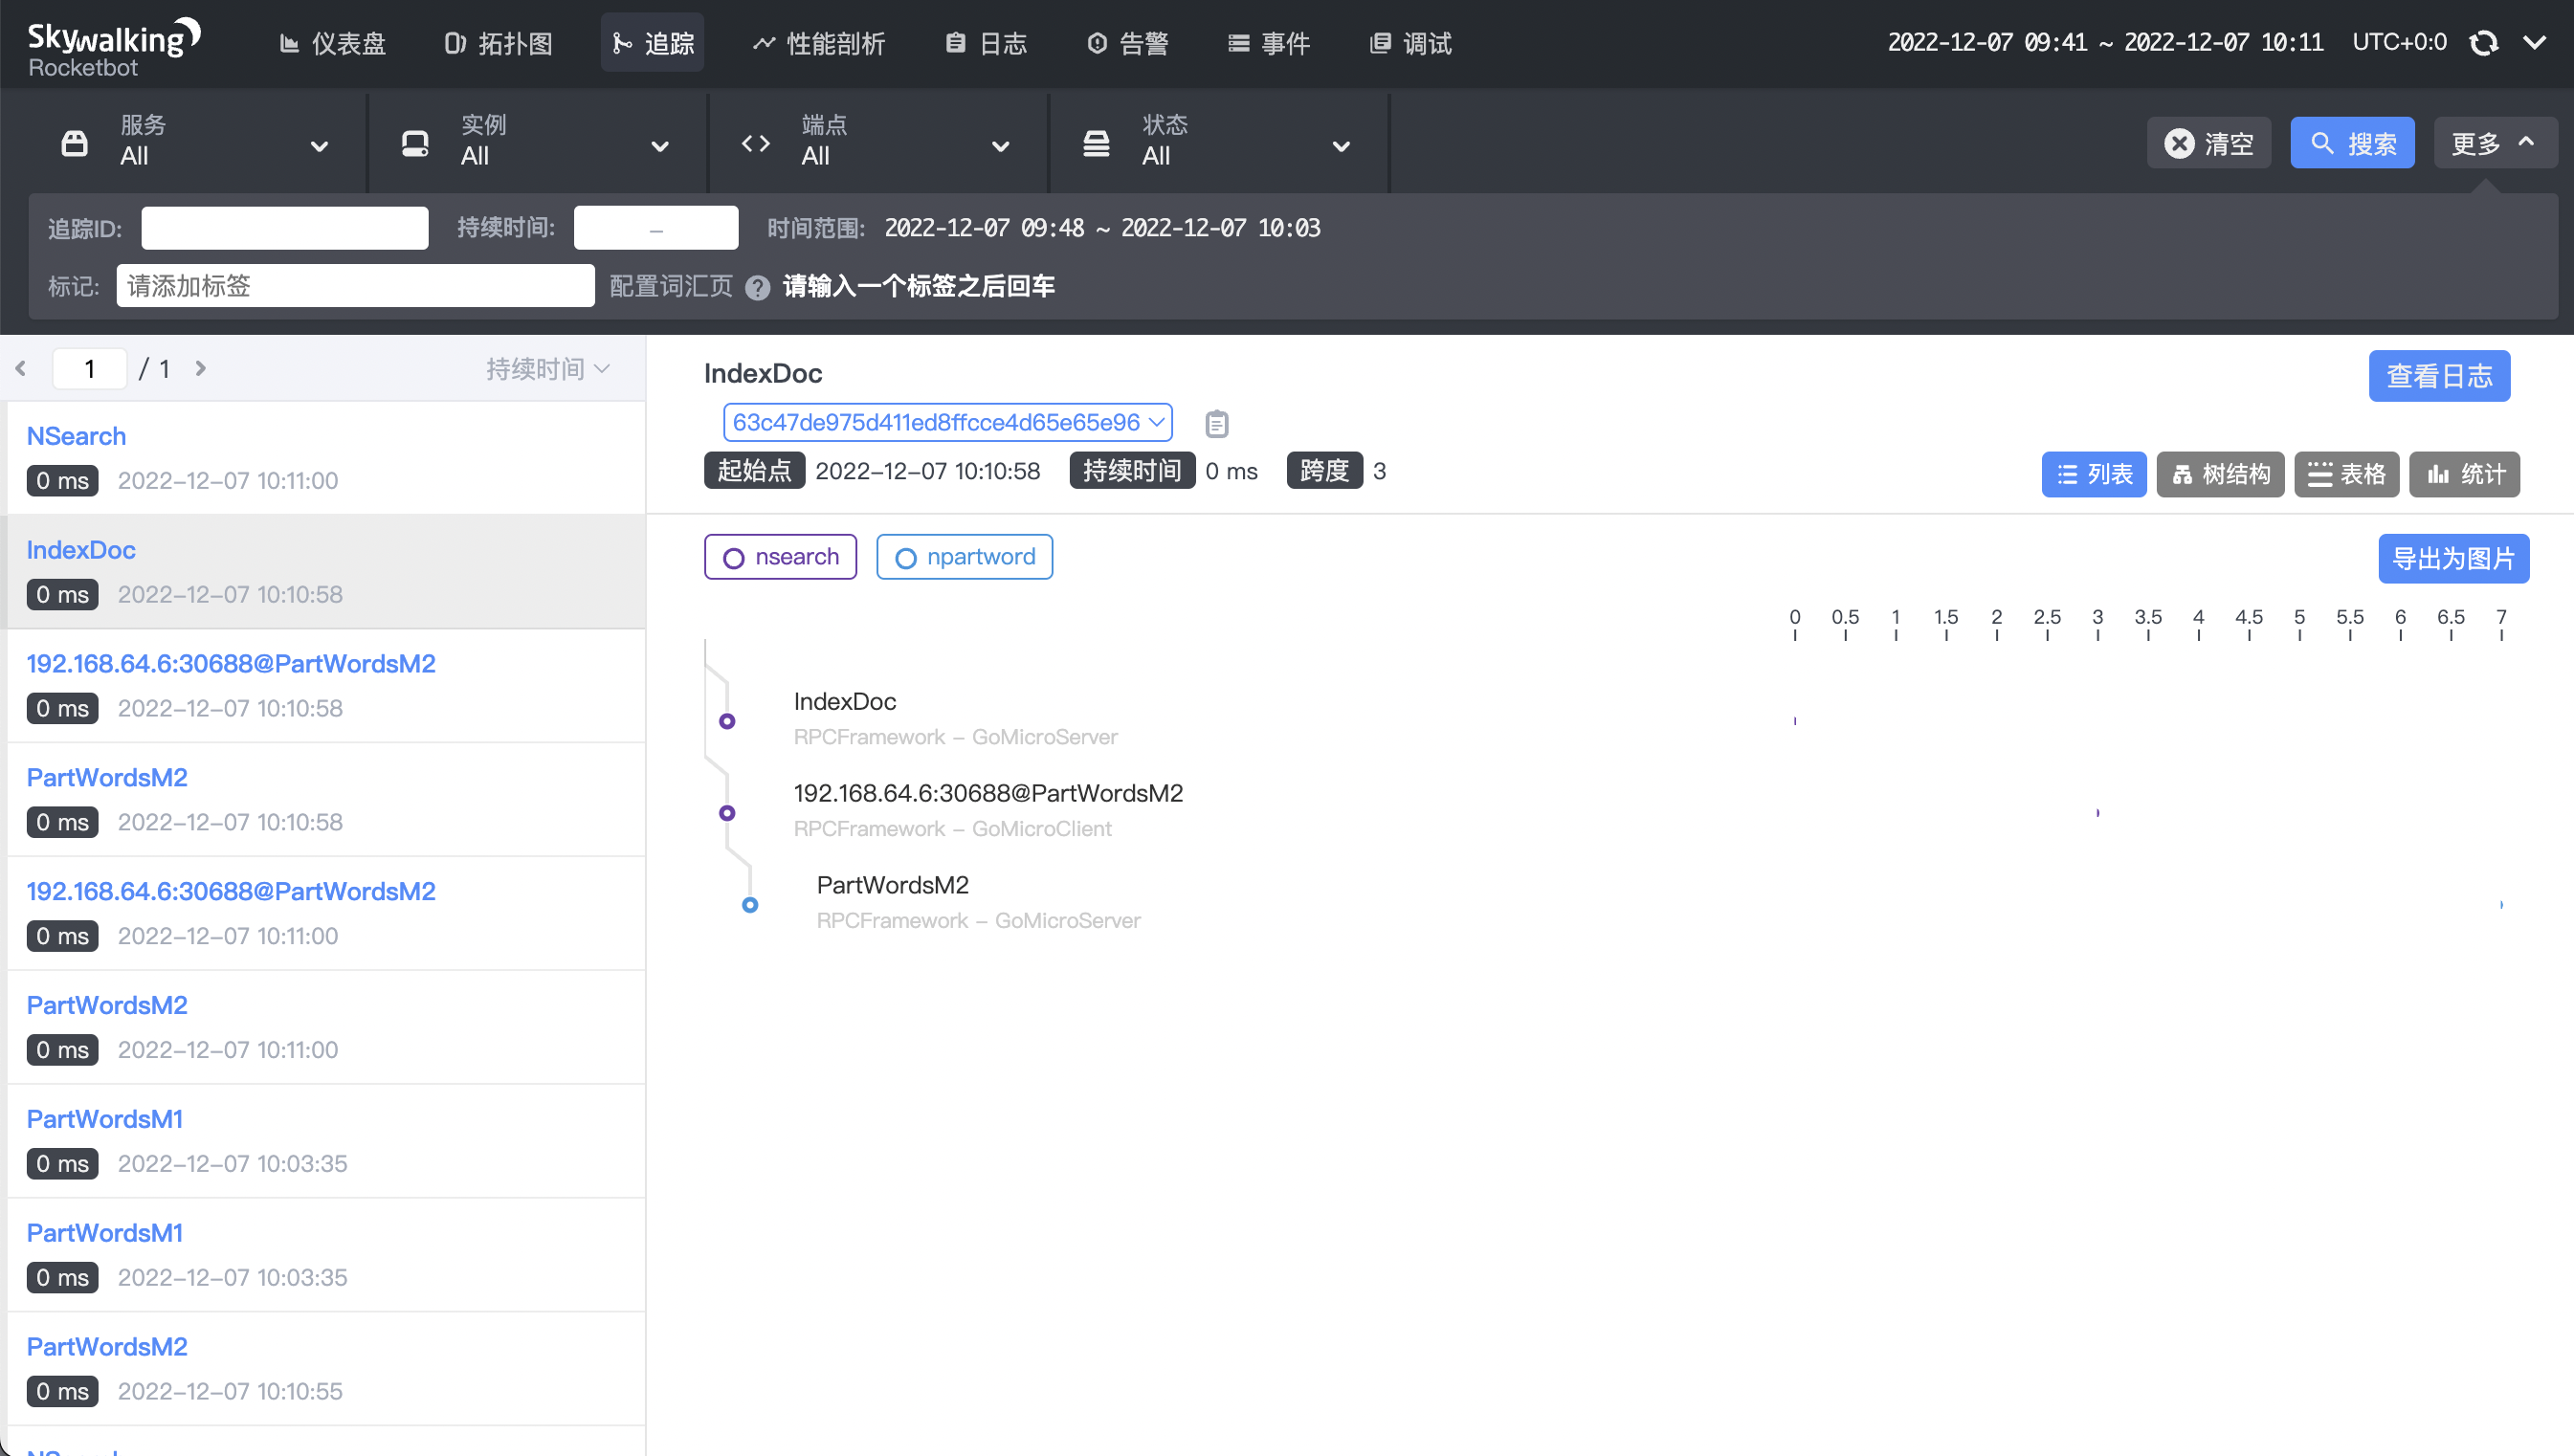 Skywalking
Rocketbot
仪表盘 拓扑图 追踪 性能剖析 日志 告警 事件 调试
2022-12-07 09:41 ~ 2022-12-07 10:11 UTC+0:0
服务 All
实例 All
端点 All
状态 All
清空 搜索 更多
追踪ID: 持续时间: – 时间范围: 2022-12-07 09:48 ~ 2022-12-07 10:03
标记: 请添加标签 配置词汇页 ? 请输入一个标签之后回车
1 / 1 持续时间
NSearch
0 ms 2022-12-07 10:11:00
IndexDoc
0 ms 2022-12-07 10:10:58
192.168.64.6:30688@PartWordsM2
0 ms 2022-12-07 10:10:58
PartWordsM2
0 ms 2022-12-07 10:10:58
192.168.64.6:30688@PartWordsM2
0 ms 2022-12-07 10:11:00
PartWordsM2
0 ms 2022-12-07 10:11:00
PartWordsM1
0 ms 2022-12-07 10:03:35
PartWordsM1
0 ms 2022-12-07 10:03:35
PartWordsM2
0 ms 2022-12-07 10:10:55
IndexDoc
查看日志
63c47de975d411ed8ffcce4d65e65e96
起始点 2022-12-07 10:10:58 持续时间 0 ms 跨度 3
列表 树结构 表格 统计
nsearch npartword
导出为图片
0 0.5 1 1.5 2 2.5 3 3.5 4 4.5 5 5.5 6 6.5 7
IndexDoc
RPCFramework - GoMicroServer
192.168.64.6:30688@PartWordsM2
RPCFramework - GoMicroClient
PartWordsM2
RPCFramework - GoMicroServer